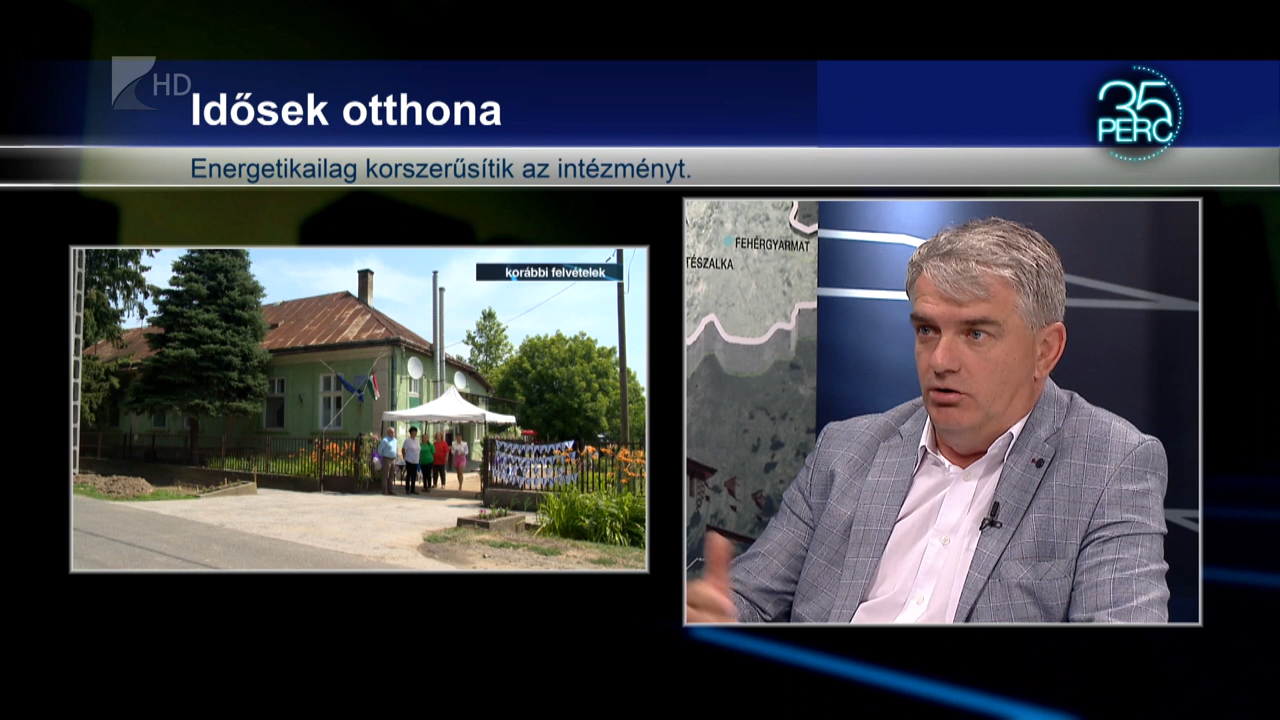 HD
Idősek otthona
35
PERC
Energetikailag korszerűsítik az intézményt.
korábbi felvételek
FEHÉRGYARMAT
TÉSZALKA